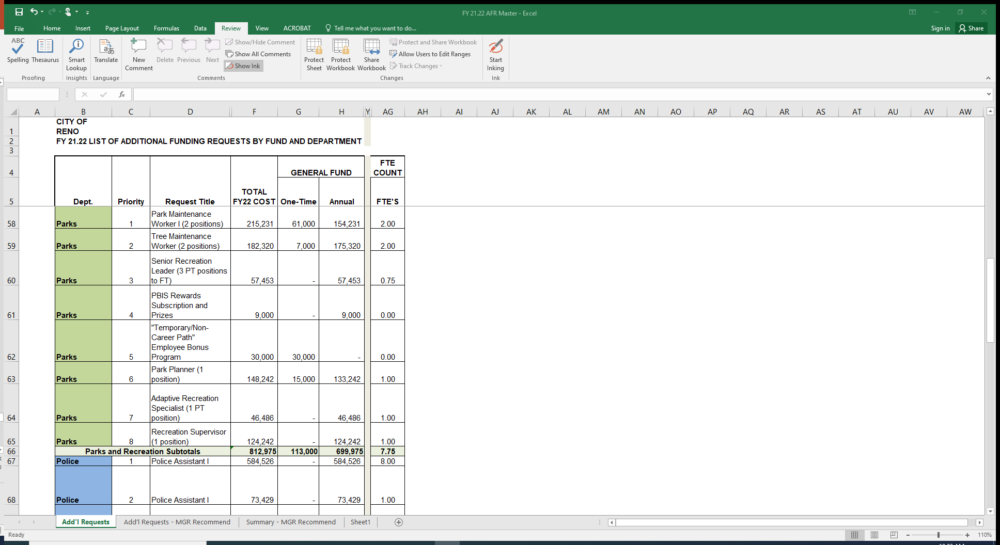 FY 21.22 AFR Master - Excel
File Home Insert Page Layout Formulas Data Review View ACROBAT Tell me what you want to do... Sign in Share
ABC
Spelling Thesaurus Smart Lookup Translate New Comment Delete Previous Next
Show/Hide Comment
Show All Comments
Show Ink
Protect Sheet Protect Workbook Share Workbook
Protect and Share Workbook
Allow Users to Edit Ranges
Track Changes
Start Inking
Proofing Insights Language Comments Changes Ink
fx
A B C D F G H Y AG AH AI AJ AK AL AM AN AO AP AQ AR AS AT AU AV AW
CITY OF
1 RENO
2 FY 21.22 LIST OF ADDITIONAL FUNDING REQUESTS BY FUND AND DEPARTMENT
3
FTE
4 GENERAL FUND COUNT
TOTAL
5 Dept. Priority Request Title FY22 COST One-Time Annual FTE'S
Park Maintenance
58 Parks 1 Worker I (2 positions) 215,231 61,000 154,231 2.00
Tree Maintenance
59 Parks 2 Worker (2 positions) 182,320 7,000 175,320 2.00
Senior Recreation
Leader (3 PT positions
60 Parks 3 to FT) 57,453 - 57,453 0.75
PBIS Rewards
Subscription and
61 Parks 4 Prizes 9,000 - 9,000 0.00
"Temporary/Non-
Career Path"
Employee Bonus
62 Parks 5 Program 30,000 30,000 - 0.00
Park Planner (1
63 Parks 6 position) 148,242 15,000 133,242 1.00
Adaptive Recreation
Specialist (1 PT
64 Parks 7 position) 46,486 - 46,486 1.00
Recreation Supervisor
65 Parks 8 (1 position) 124,242 - 124,242 1.00
66 Parks and Recreation Subtotals 812,975 113,000 699,975 7.75
67 Police 1 Police Assistant I 584,526 - 584,526 8.00
68 Police 2 Police Assistant I 73,429 - 73,429 1.00
Add'l Requests Add'l Requests - MGR Recommend Summary - MGR Recommend Sheet1
Ready 110%